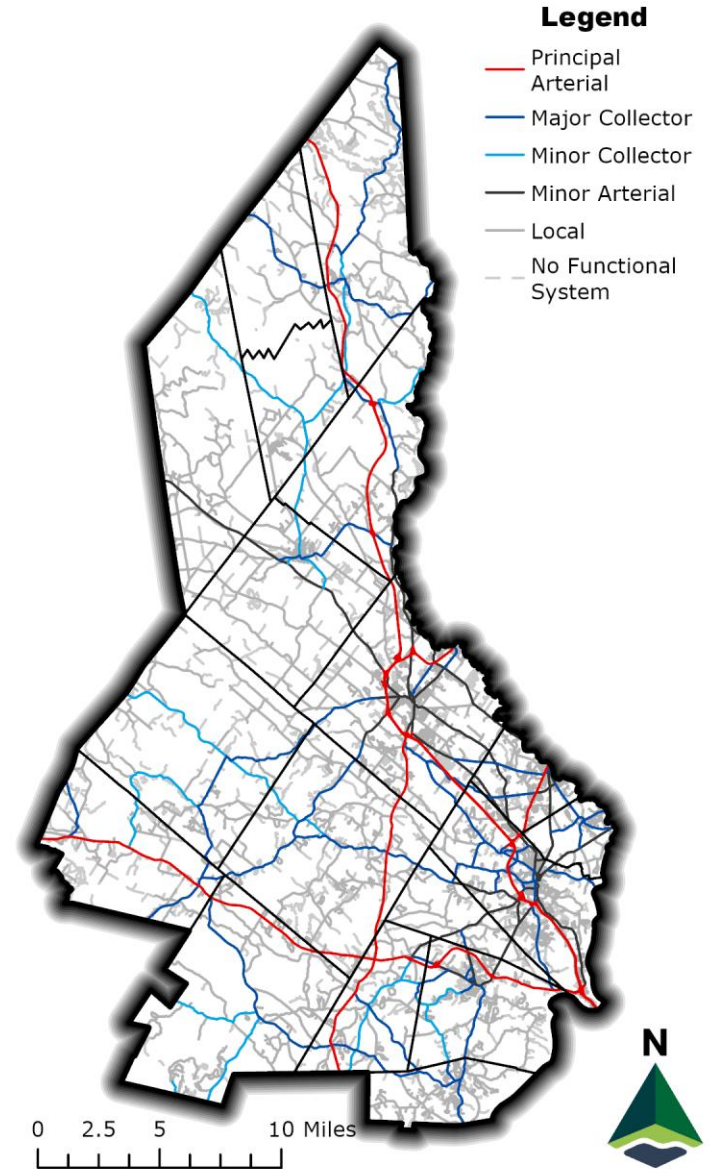 Legend
Principal
Arterial
Major Collector
Minor Collector
Minor Arterial
Local
No Functional
System
N
0 2.5 5 10 Miles